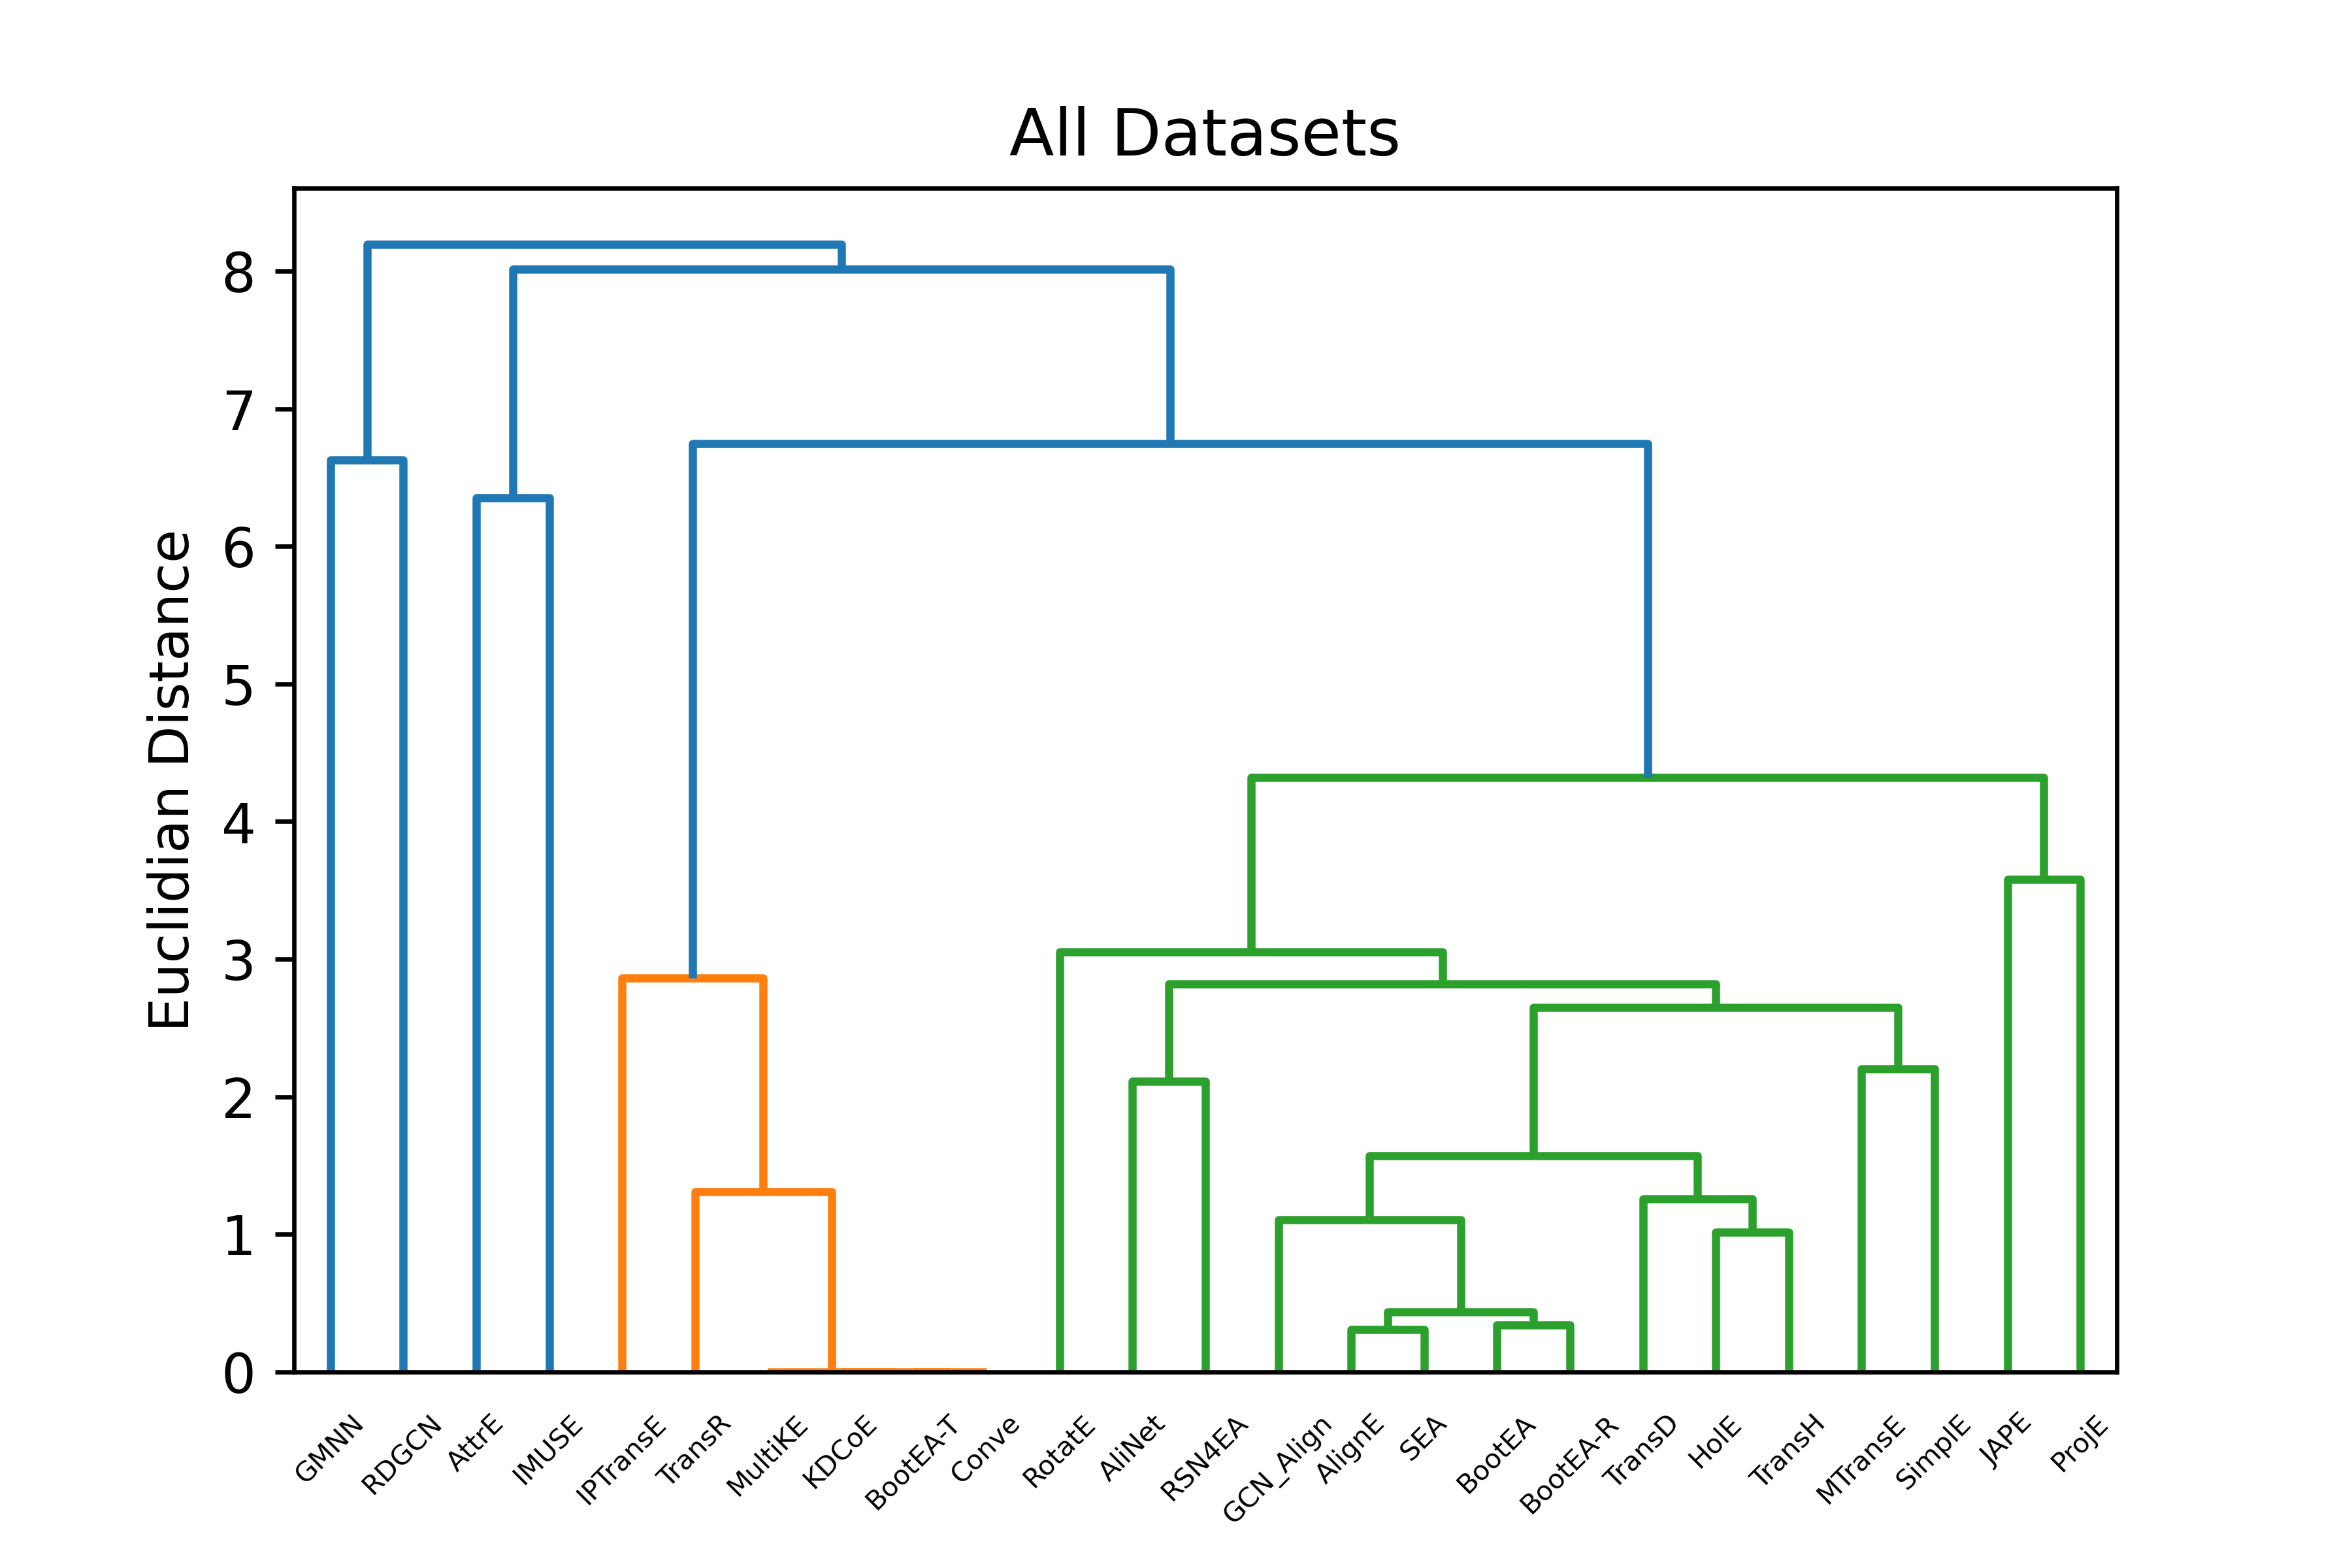 All Datasets
Euclidian Distance
8
7
6
5
4
3
2
1
0
GMNN
RDGCN
AttrE
IMUSE
IPTransE
TransR
MultiKE
KDCoE
BootEA-T
Conve
RotatE
AliNet
RSN4EA
GCN_Align
AlignE
SEA
BootEA
BootEA-R
TransD
HolE
TransH
MTransE
SimplE
JAPE
ProjE